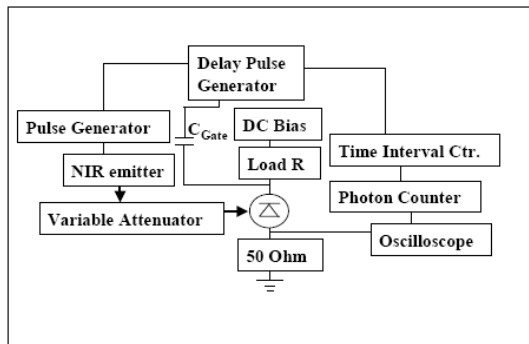 Delay Pulse
Generator
Pulse Generator
CGate
DC Bias
Time Interval Ctr.
NIR emitter
Load R
Photon Counter
Variable Attenuator
Oscilloscope
50 Ohm